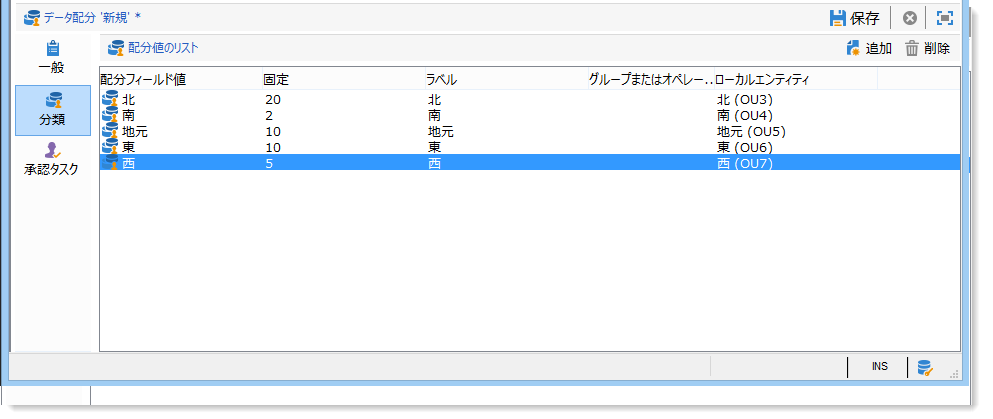 データ配分 '新規' * 保存
一般
分類
承認タスク
配分値のリスト 追加 削除
配分フィールド値 固定 ラベル グループまたはオペレー... ローカルエンティティ
北 20 北 北 (OU3)
南 2 南 南 (OU4)
地元 10 地元 地元 (OU5)
東 10 東 東 (OU6)
西 5 西 西 (OU7)
INS